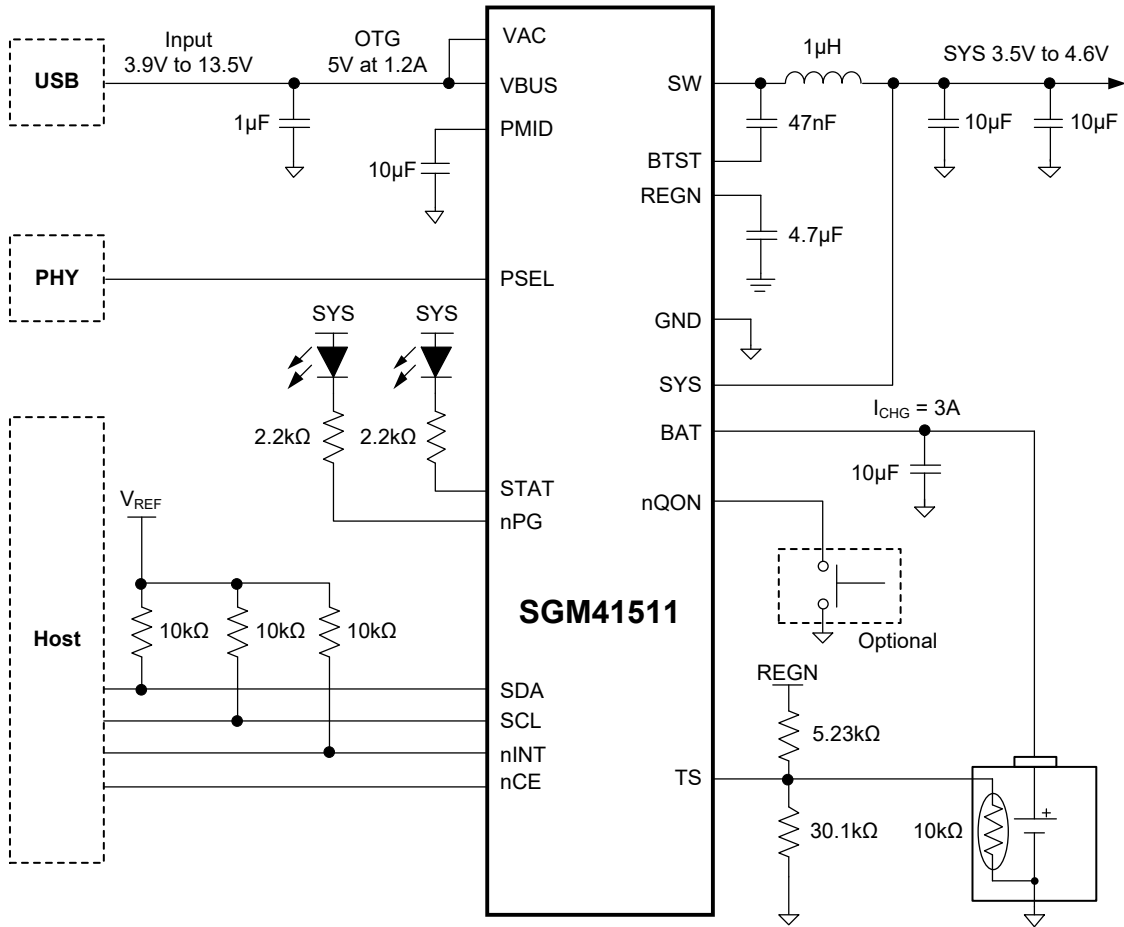 USB
Input
3.9V to 13.5V
OTG
5V at 1.2A
1µF
10µF
VAC
VBUS
PMID
PHY
PSEL
SYS
SYS
2.2kΩ
2.2kΩ
STAT
nPG
Host
VREF
10kΩ
10kΩ
10kΩ
SDA
SCL
nINT
nCE
SGM41511
SW
BTST
REGN
GND
SYS
BAT
nQON
TS
1µH
SYS 3.5V to 4.6V
47nF
10µF
10µF
4.7µF
ICHG = 3A
10µF
Optional
REGN
5.23kΩ
30.1kΩ
10kΩ
+